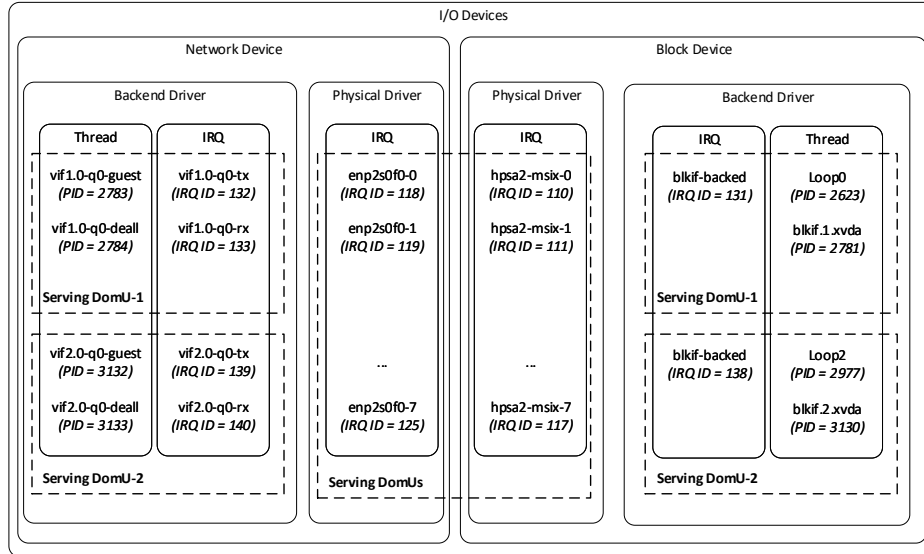 I/O Devices
Network Device
Backend Driver
Thread
vif1.0-q0-guest
(PID = 2783)
vif1.0-q0-deall
(PID = 2784)
IRQ
vif1.0-q0-tx
(IRQ ID = 132)
vif1.0-q0-rx
(IRQ ID = 133)
Serving DomU-1
vif2.0-q0-guest
(PID = 3132)
vif2.0-q0-deall
(PID = 3133)
vif2.0-q0-tx
(IRQ ID = 139)
vif2.0-q0-rx
(IRQ ID = 140)
Serving DomU-2
Physical Driver
IRQ
enp2s0f0-0
(IRQ ID = 118)
enp2s0f0-1
(IRQ ID = 119)
...
enp2s0f0-7
(IRQ ID = 125)
Serving DomUs
Block Device
Physical Driver
IRQ
hpsa2-msix-0
(IRQ ID = 110)
hpsa2-msix-1
(IRQ ID = 111)
...
hpsa2-msix-7
(IRQ ID = 117)
Backend Driver
IRQ
blkif-backed
(IRQ ID = 131)
Thread
Loop0
(PID = 2623)
blkif.1.xvda
(PID = 2781)
Serving DomU-1
blkif-backed
(IRQ ID = 138)
Loop2
(PID = 2977)
blkif.2.xvda
(PID = 3130)
Serving DomU-2